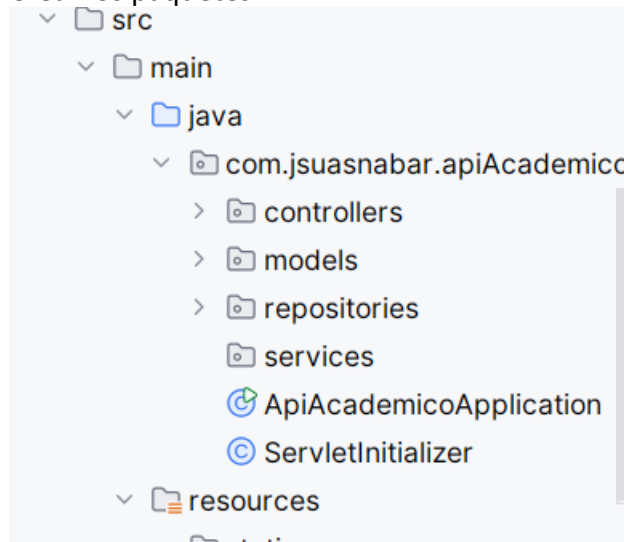 src
main
java
com.jsuasnabar.apiAcademico
controllers
models
repositories
services
ApiAcademicoApplication
ServletInitializer
resources